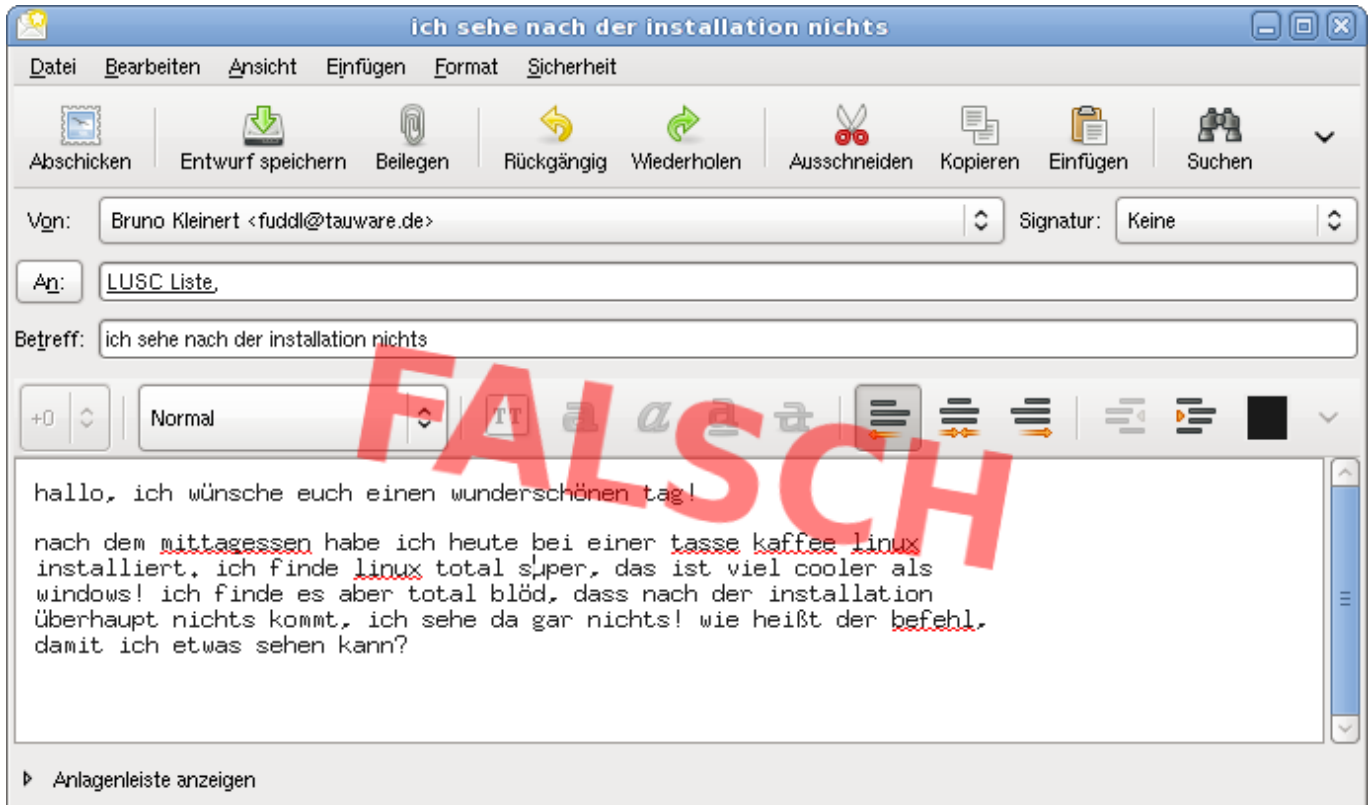 ich sehe nach der installation nichts
Datei Bearbeiten Ansicht Einfügen Format Sicherheit
Abschicken Entwurf speichern Beilegen Rückgängig Wiederholen Ausschneiden Kopieren Einfügen Suchen
Von: Bruno Kleinert <fuddl@tauware.de> Signatur: Keine
An: LUSC Liste,
Betreff: ich sehe nach der installation nichts
+0 Normal TT a a a a
FALSCH
hallo, ich wünsche euch einen wunderschönen tag!
nach dem mittagessen habe ich heute bei einer tasse kaffee linux
installiert. ich finde linux total super, das ist viel cooler als
windows! ich finde es aber total blöd, dass nach der installation
überhaupt nichts kommt, ich sehe da gar nichts! wie heißt der befehl,
damit ich etwas sehen kann?
Anlagenleiste anzeigen